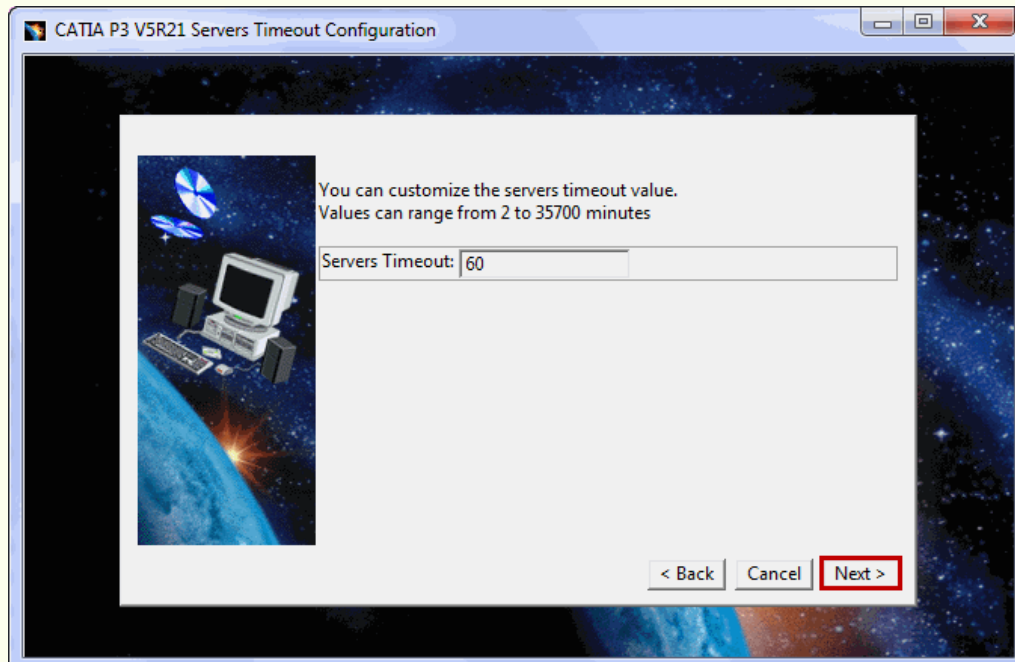 CATIA P3 V5R21 Servers Timeout Configuration
You can customize the servers timeout value.
Values can range from 2 to 35700 minutes
Servers Timeout: 60
< Back Cancel Next >